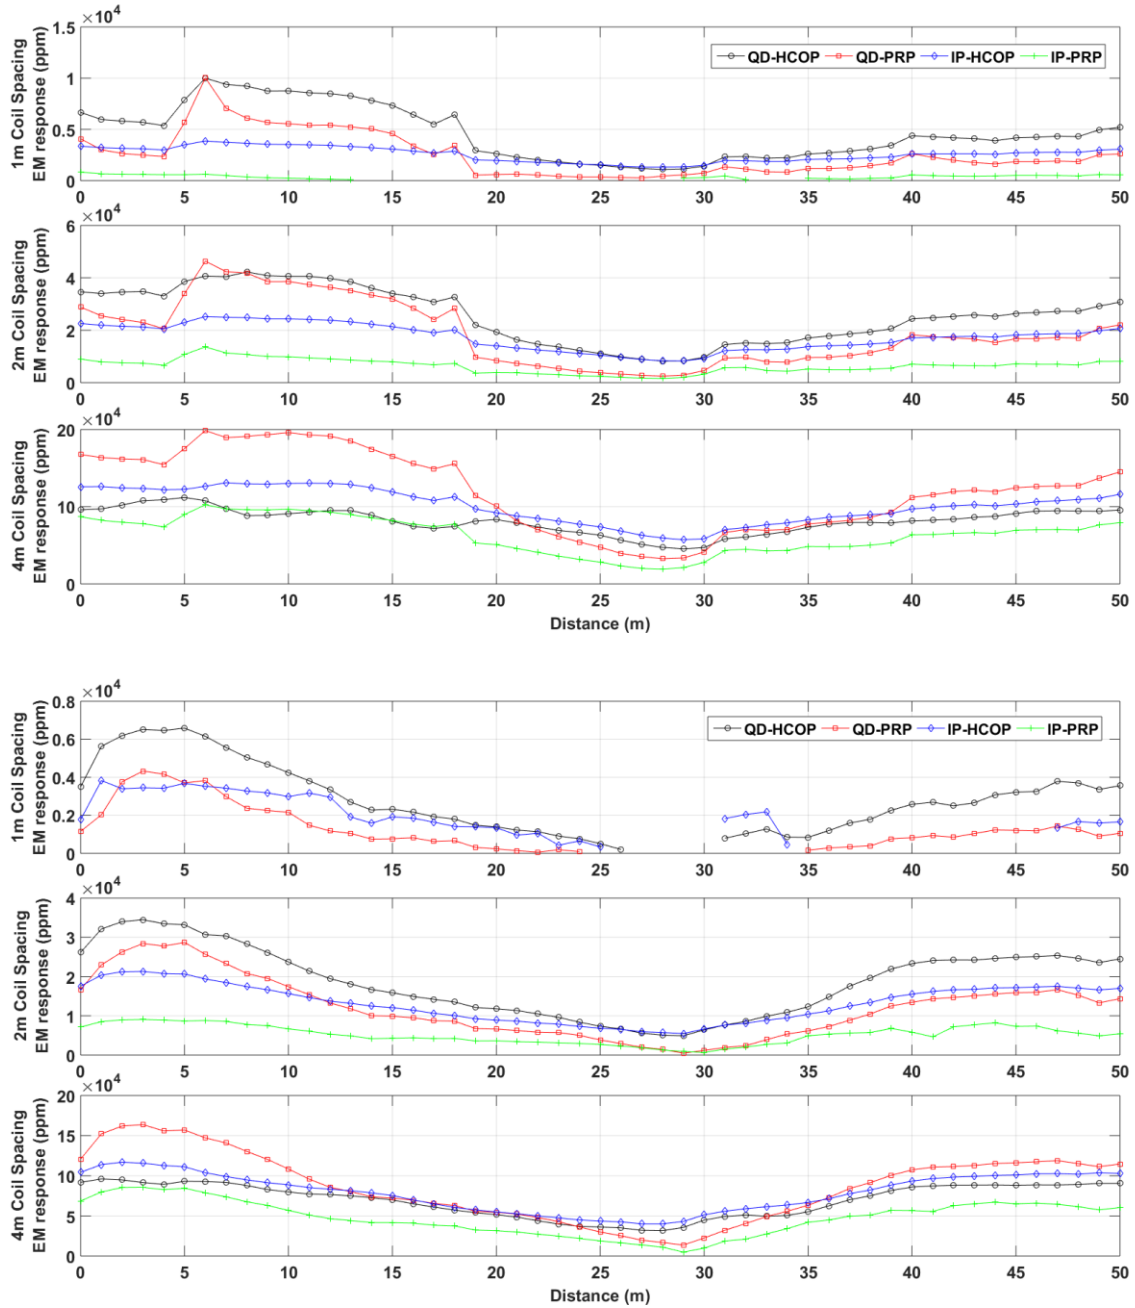 ×10⁴
1m Coil Spacing
EM response (ppm)
1.5
1
0.5
0
QD-HCOP QD-PRP IP-HCOP IP-PRP
0 5 10 15 20 25 30 35 40 45 50
×10⁴
2m Coil Spacing
EM response (ppm)
6
4
2
0
0 5 10 15 20 25 30 35 40 45 50
×10⁴
4m Coil Spacing
EM response (ppm)
20
10
0
0 5 10 15 20 25 30 35 40 45 50
Distance (m)
×10⁴
1m Coil Spacing
EM response (ppm)
0.8
0.6
0.4
0.2
0
QD-HCOP QD-PRP IP-HCOP IP-PRP
0 5 10 15 20 25 30 35 40 45 50
×10⁴
2m Coil Spacing
EM response (ppm)
4
3
2
1
0
0 5 10 15 20 25 30 35 40 45 50
×10⁴
4m Coil Spacing
EM response (ppm)
20
15
10
5
0
0 5 10 15 20 25 30 35 40 45 50
Distance (m)